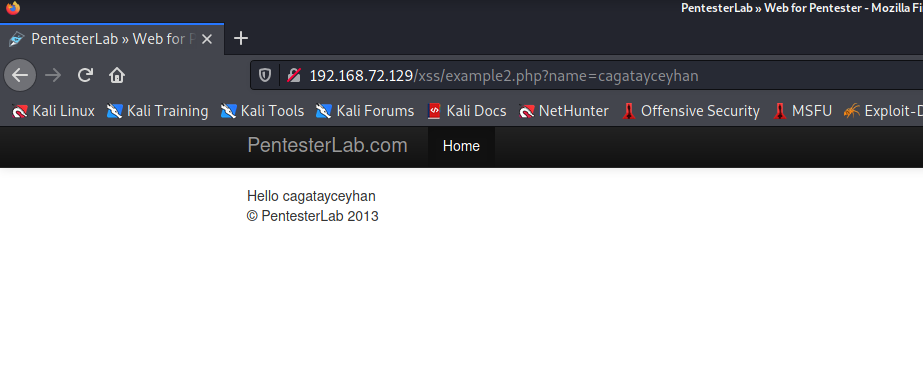 PentesterLab » Web for Pentester - Mozilla Fi
PentesterLab » Web for P
192.168.72.129/xss/example2.php?name=cagatayceyhan
Kali Linux Kali Training Kali Tools Kali Forums Kali Docs NetHunter Offensive Security MSFU Exploit-D
PentesterLab.com Home
Hello cagatayceyhan
© PentesterLab 2013